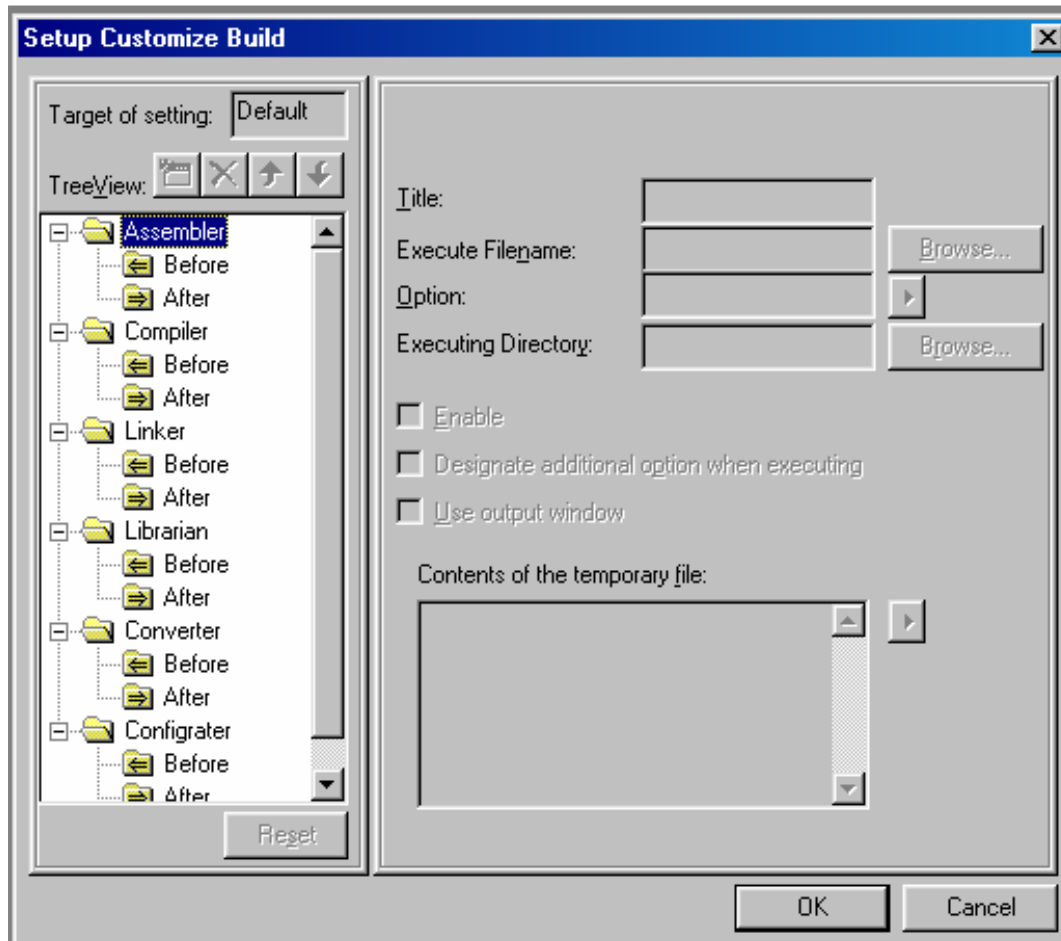 Setup Customize Build
Target of setting: Default
TreeView:
Assembler
Before
After
Compiler
Before
After
Linker
Before
After
Librarian
Before
After
Converter
Before
After
Configrater
Before
After
Reset
Title:
Execute Filename: Browse...
Option:
Executing Directory: Browse...
Enable
Designate additional option when executing
Use output window
Contents of the temporary file:
OK Cancel